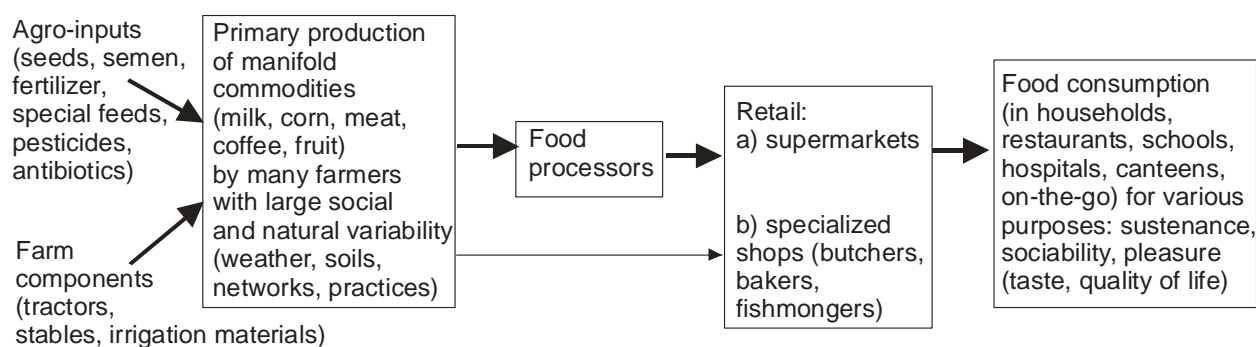 Agro-inputs
(seeds, semen,
fertilizer,
special feeds,
pesticides,
antibiotics)
Farm
components
(tractors,
stables, irrigation materials)
Primary production
of manifold
commodities
(milk, corn, meat,
coffee, fruit)
by many farmers
with large social
and natural variability
(weather, soils,
networks, practices)
Food
processors
Retail:
a) supermarkets
b) specialized
shops (butchers,
bakers,
fishmongers)
Food consumption
(in households,
restaurants, schools,
hospitals, canteens,
on-the-go) for various
purposes: sustenance,
sociability, pleasure
(taste, quality of life)